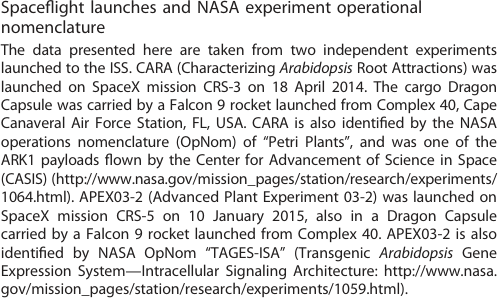 Spaceflight launches and NASA experiment operational
nomenclature
The data presented here are taken from two independent experiments
launched to the ISS. CARA (Characterizing Arabidopsis Root Attractions) was
launched on SpaceX mission CRS-3 on 18 April 2014. The cargo Dragon
Capsule was carried by a Falcon 9 rocket launched from Complex 40, Cape
Canaveral Air Force Station, FL, USA. CARA is also identified by the NASA
operations nomenclature (OpNom) of “Petri Plants”, and was one of the
ARK1 payloads flown by the Center for Advancement of Science in Space
(CASIS) (http://www.nasa.gov/mission_pages/station/research/experiments/
1064.html). APEX03-2 (Advanced Plant Experiment 03-2) was launched on
SpaceX mission CRS-5 on 10 January 2015, also in a Dragon Capsule
carried by a Falcon 9 rocket launched from Complex 40. APEX03-2 is also
identified by NASA OpNom “TAGES-ISA” (Transgenic Arabidopsis Gene
Expression System—Intracellular Signaling Architecture: http://www.nasa.
gov/mission_pages/station/research/experiments/1059.html).